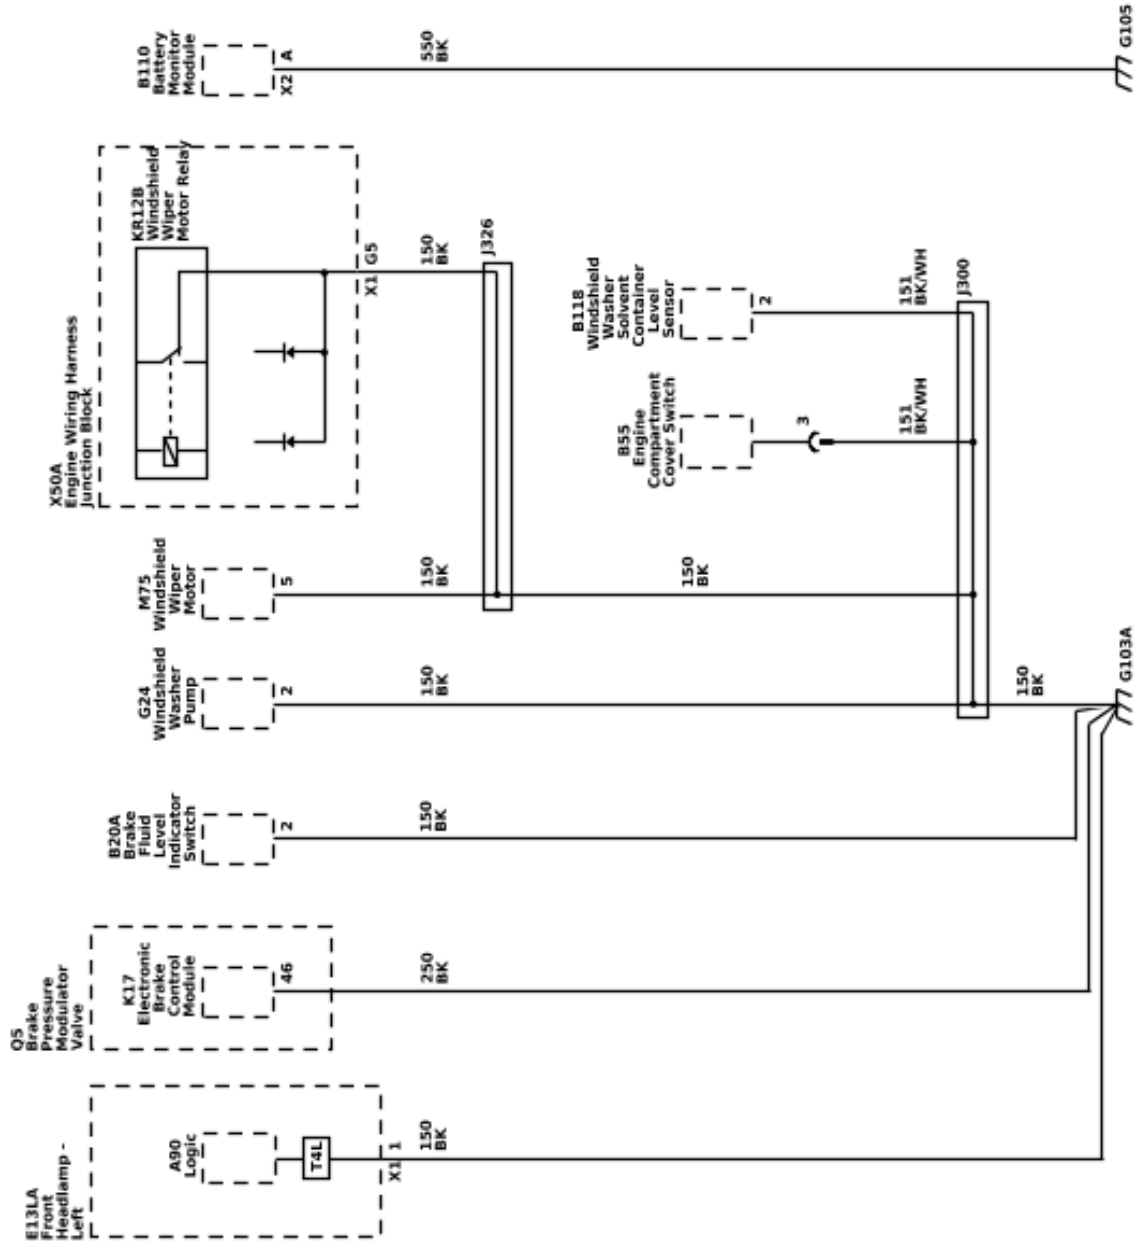 E13LA
Front
Headlamp -
Left
A90
Logic
T4L
X1 1
150
BK
Q5
Brake
Pressure
Modulator
Valve
K17
Electronic
Brake
Control
Module
46
250
BK
B20A
Brake
Fluid
Level
Indicator
Switch
2
150
BK
G24
Windshield
Washer
Pump
2
150
BK
M75
Windshield
Wiper
Motor
5
150
BK
150
BK
X50A
Engine Wiring Harness
Junction Block
KR12B
Windshield
Wiper
Motor Relay
X1 G5
150
BK
J326
B55
Engine
Compartment
Cover Switch
3
151
BK/WH
B118
Windshield
Washer
Solvent
Container
Level
Sensor
2
151
BK/WH
J300
150
BK
G103A
B110
Battery
Monitor
Module
X2 A
550
BK
G105